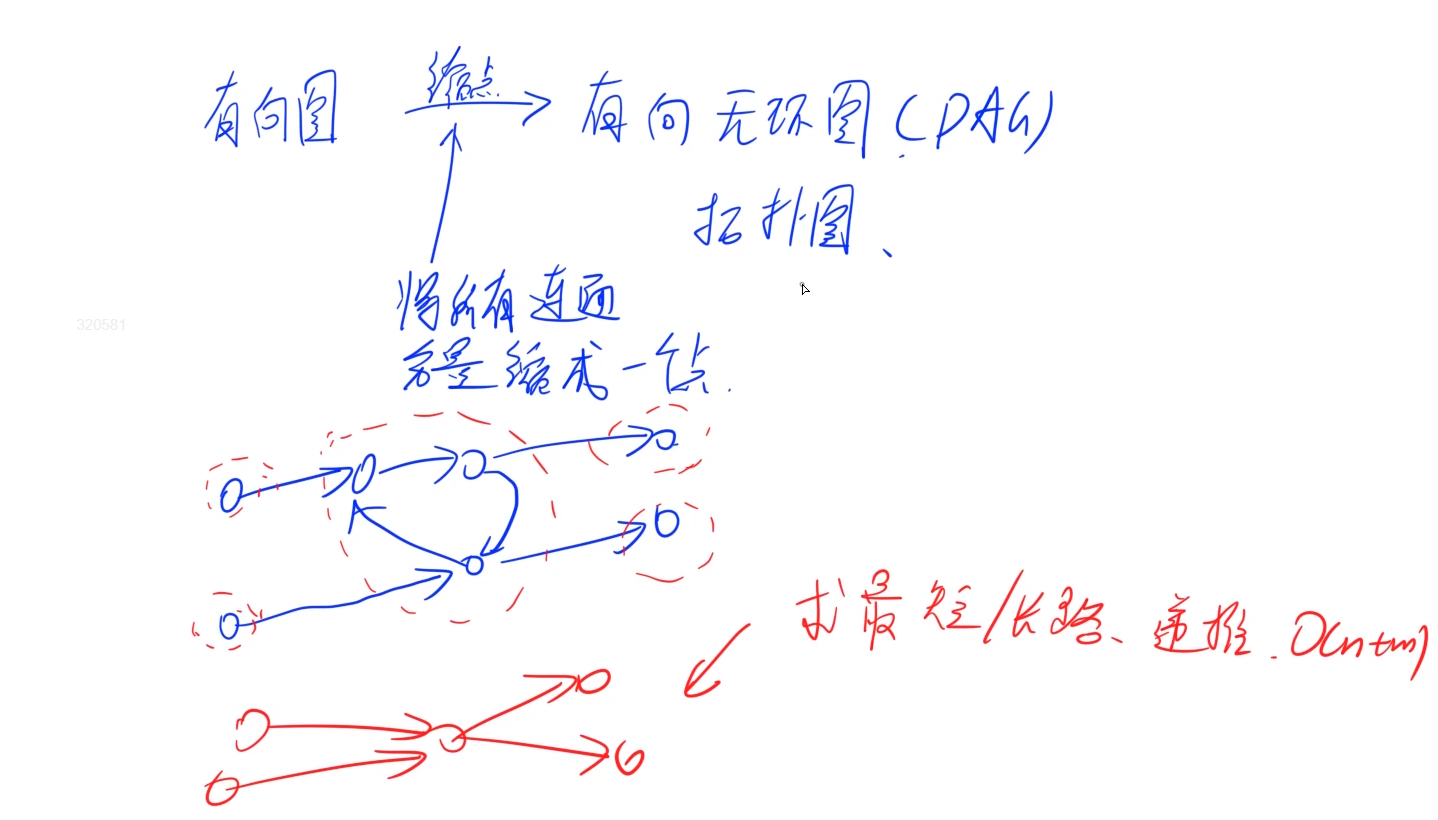 有向图 缩点 有向无环图(DAG)
拓扑图、
将所有连通
分量缩成一个点.
320581
求最短/长路、递推. O(n+m)